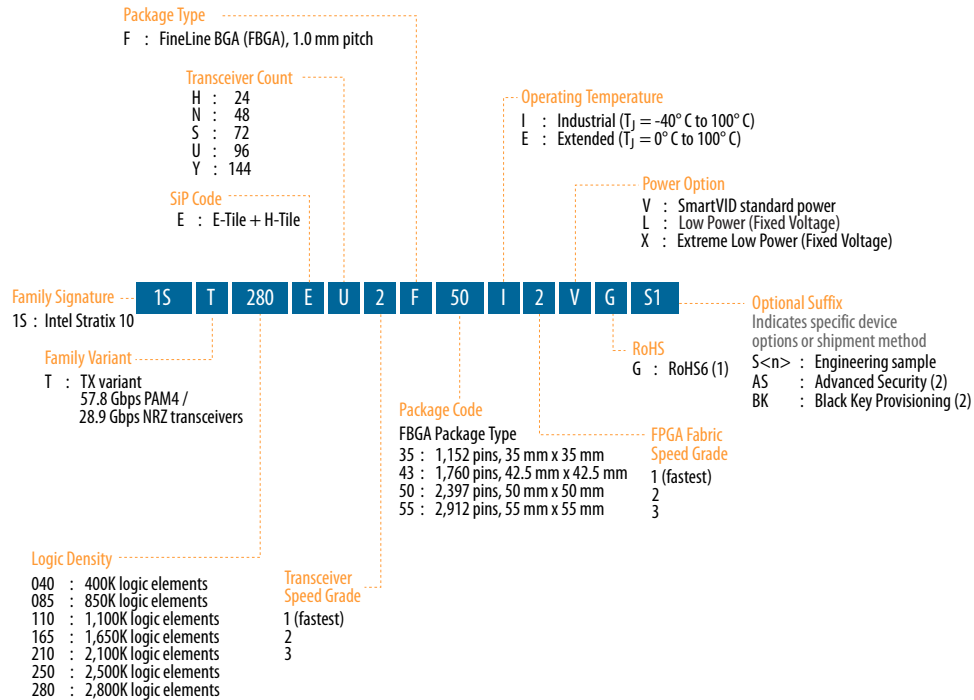 Package Type
F : FineLine BGA (FBGA), 1.0 mm pitch
Transceiver Count
H : 24
N : 48
S : 72
U : 96
Y : 144
SiP Code
E : E-Tile + H-Tile
Operating Temperature
I : Industrial (TJ = -40° C to 100° C)
E : Extended (TJ = 0° C to 100° C)
Power Option
V : SmartVID standard power
L : Low Power (Fixed Voltage)
X : Extreme Low Power (Fixed Voltage)
1S T 280 E U 2 F 50 I 2 V G S1
Family Signature
1S : Intel Stratix 10
Family Variant
T : TX variant
57.8 Gbps PAM4 /
28.9 Gbps NRZ transceivers
Logic Density
040 : 400K logic elements
085 : 850K logic elements
110 : 1,100K logic elements
165 : 1,650K logic elements
210 : 2,100K logic elements
250 : 2,500K logic elements
280 : 2,800K logic elements
Transceiver
Speed Grade
1 (fastest)
2
3
Package Code
FBGA Package Type
35 : 1,152 pins, 35 mm x 35 mm
43 : 1,760 pins, 42.5 mm x 42.5 mm
50 : 2,397 pins, 50 mm x 50 mm
55 : 2,912 pins, 55 mm x 55 mm
FPGA Fabric
Speed Grade
1 (fastest)
2
3
RoHS
G : RoHS6 (1)
Optional Suffix
Indicates specific device
options or shipment method
S<n> : Engineering sample
AS : Advanced Security (2)
BK : Black Key Provisioning (2)